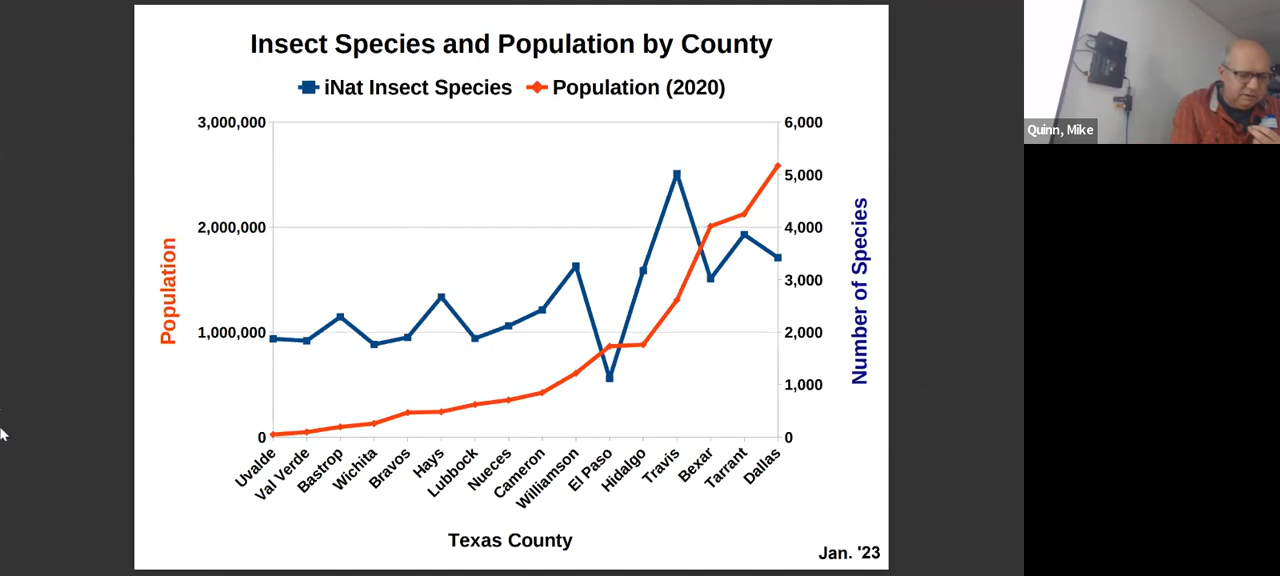 Insect Species and Population by County
iNat Insect Species Population (2020)
3,000,000
2,000,000
1,000,000
0
Population
6,000
5,000
4,000
3,000
2,000
1,000
0
Number of Species
Uvalde
Val Verde
Bastrop
Wichita
Bravos
Hays
Lubbock
Nueces
Cameron
Williamson
El Paso
Hidalgo
Travis
Bexar
Tarrant
Dallas
Texas County
Jan. '23
Quinn, Mike